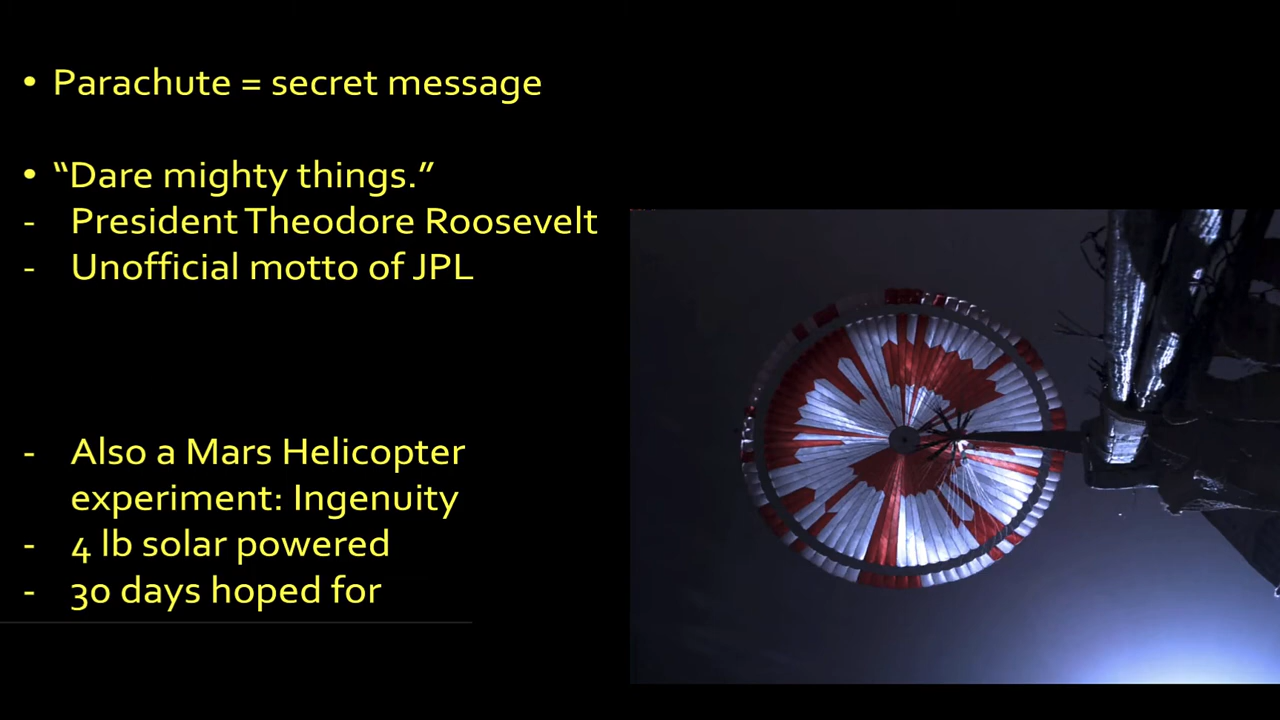 • Parachute = secret message
• “Dare mighty things.”
- President Theodore Roosevelt
- Unofficial motto of JPL
- Also a Mars Helicopter
experiment: Ingenuity
- 4 lb solar powered
- 30 days hoped for